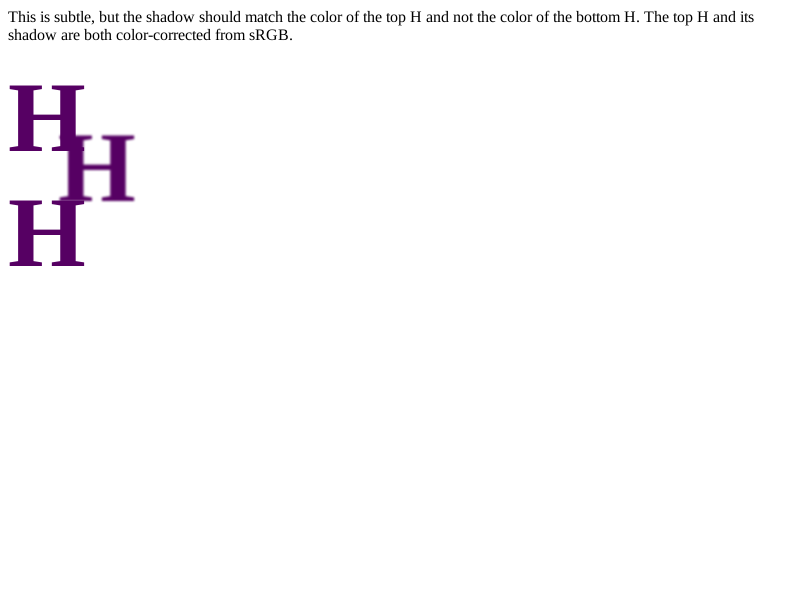 This is subtle, but the shadow should match the color of the top H and not the color of the bottom H. The top H and its
shadow are both color-corrected from sRGB.
H
H
H